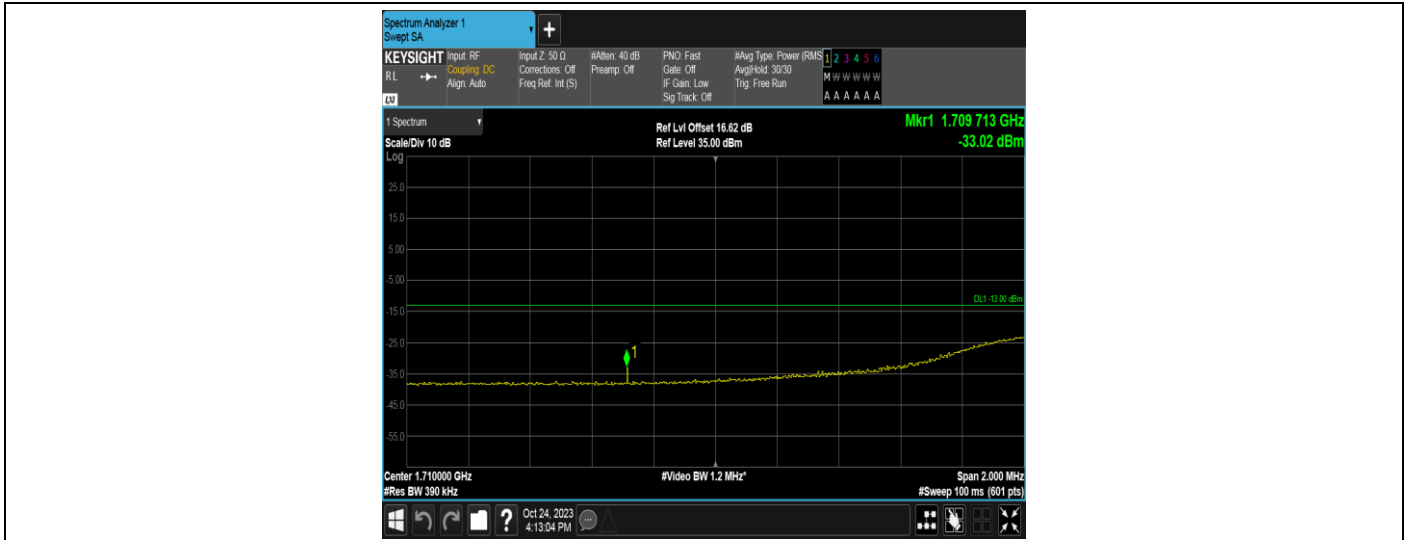 Spectrum Analyzer 1
Swept SA
+
KEYSIGHT
RL
LXI
Input: RF
Coupling: DC
Align: Auto
Input Z: 50 Ω
Corrections: Off
Freq Ref: Int (S)
#Atten: 40 dB
Preamp: Off
PNO: Fast
Gate: Off
IF Gain: Low
Sig Track: Off
#Avg Type: Power (RMS
Avg|Hold: 30/30
Trig: Free Run
1 2 3 4 5 6
M W W W W W
A A A A A A
1 Spectrum
Scale/Div 10 dB
Ref Lvl Offset 16.62 dB
Ref Level 35.00 dBm
Mkr1 1.709 713 GHz
-33.02 dBm
Log
25.0
15.0
5.00
-5.00
DL1 -13.00 dBm
-15.0
-25.0
1
-35.0
-45.0
-55.0
Center 1.710000 GHz
#Video BW 1.2 MHz*
Span 2.000 MHz
#Res BW 390 kHz
#Sweep 100 ms (601 pts)
?
Oct 24, 2023
4:13:04 PM